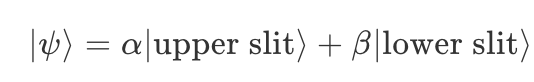 |ψ⟩ = α|upper slit⟩ + β|lower slit⟩